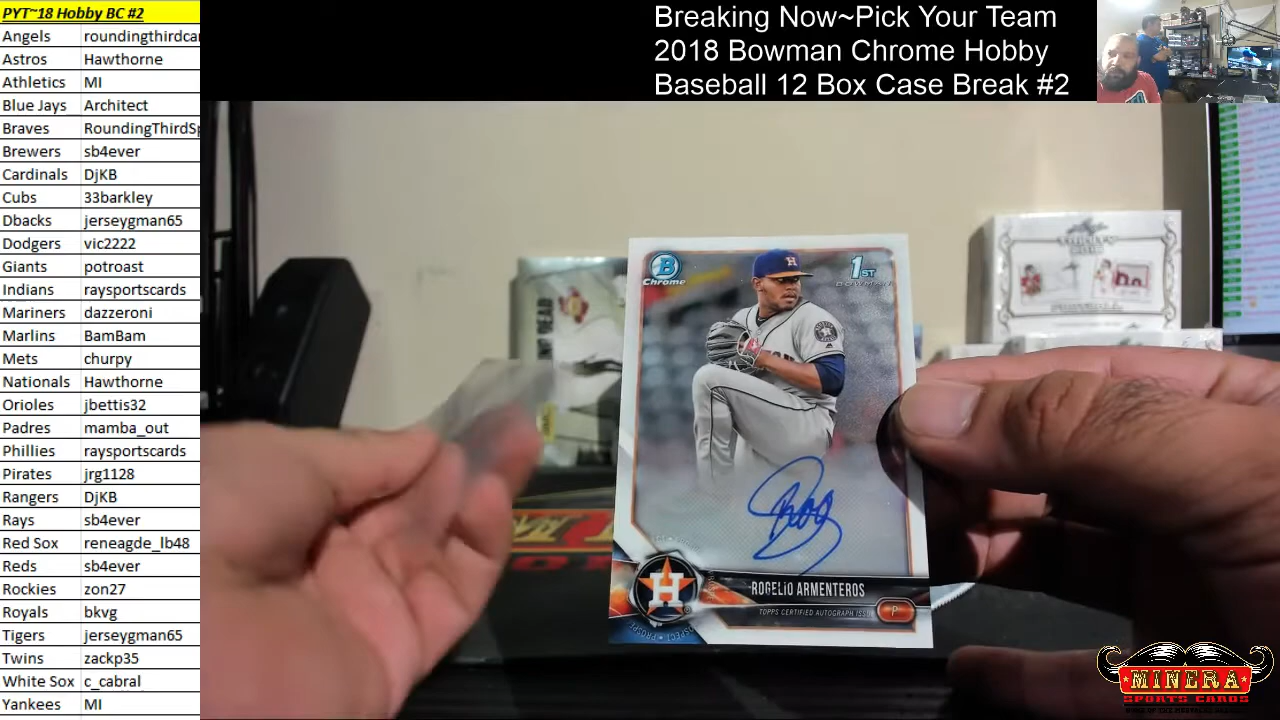 PYT~18 Hobby BC #2
Angels roundingthirdcar
Astros Hawthorne
Athletics MI
Blue Jays Architect
Braves RoundingThirdSp
Brewers sb4ever
Cardinals DjKB
Cubs 33barkley
Dbacks jerseygman65
Dodgers vic2222
Giants potroast
Indians raysportscards
Mariners dazzeroni
Marlins BamBam
Mets churpy
Nationals Hawthorne
Orioles jbettis32
Padres mamba_out
Phillies raysportscards
Pirates jrg1128
Rangers DjKB
Rays sb4ever
Red Sox reneagde_lb48
Reds sb4ever
Rockies zon27
Royals bkvg
Tigers jerseygman65
Twins zackp35
White Sox c_cabral
Yankees MI
Breaking Now~Pick Your Team
2018 Bowman Chrome Hobby
Baseball 12 Box Case Break #2
B
Chrome
1ST
BOWMAN
H
H
ROGELIO ARMENTEROS
TOPPS CERTIFIED AUTOGRAPH ISSUE
P
PROSPECT • PROSPE
TRINITY
MINERA
SPORTS CARDS